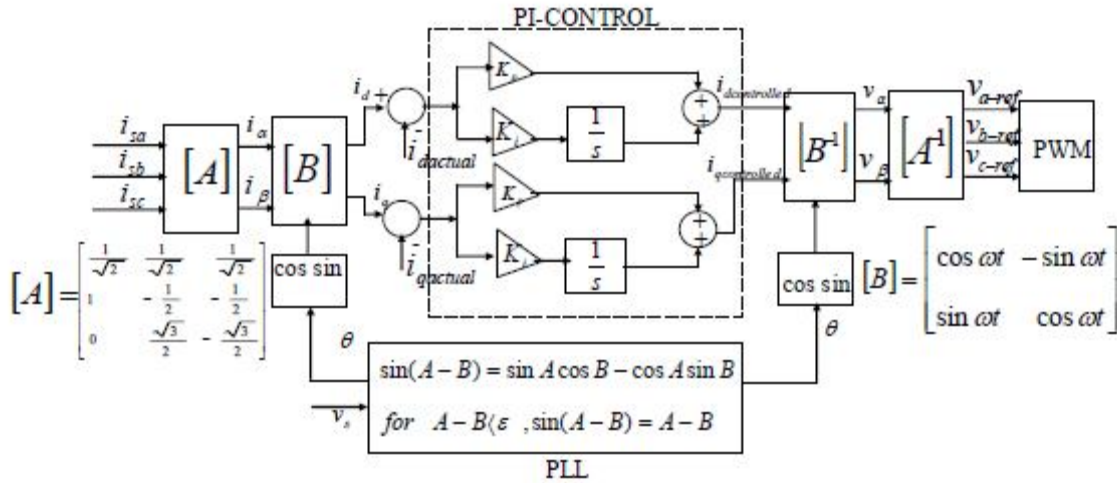 PI-CONTROL
K_p
i_d +
i_dcontrolled
+
+
v_α
v_a-ref
i_sa
i_α
K_i
1/s
-
i_dactual
i_sb
[A]
[B]
[B^-1]
[A^-1]
v_b-ref
PWM
i_sc
i_β
i_q
K_p
i_qcontrolled
v_β
v_c-ref
+
+
-
i_qactual
K_i
1/s
cos sin
cos sin
[A] = [ 1/√2 1/√2 1/√2
1 - 1/2 - 1/2
0 √3/2 - √3/2 ]
[B] = [ cos ωt - sin ωt
sin ωt cos ωt ]
θ
θ
sin(A - B) = sin A cos B - cos A sin B
v_s
for A - B⟨ε , sin(A - B) = A - B
PLL